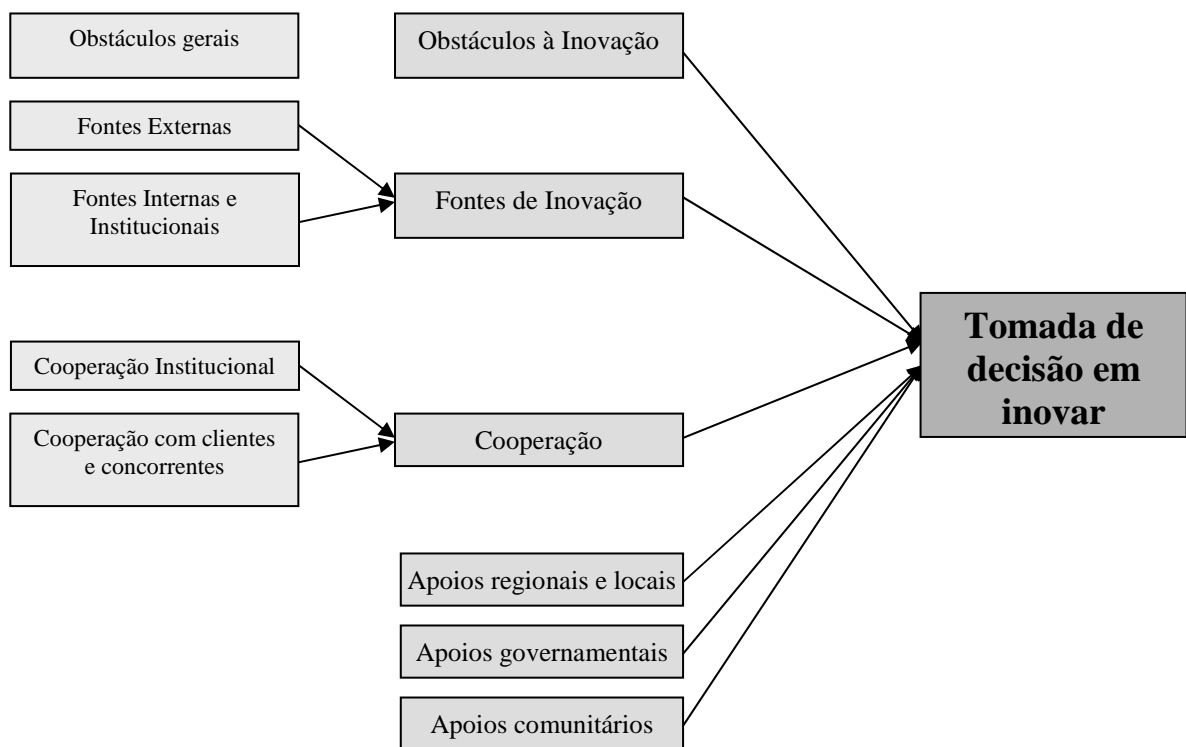 Obstáculos gerais
Obstáculos à Inovação
Fontes Externas
Fontes Internas e
Institucionais
Fontes de Inovação
Tomada de
decisão em
inovar
Cooperação Institucional
Cooperação com clientes
e concorrentes
Cooperação
Apoios regionais e locais
Apoios governamentais
Apoios comunitários